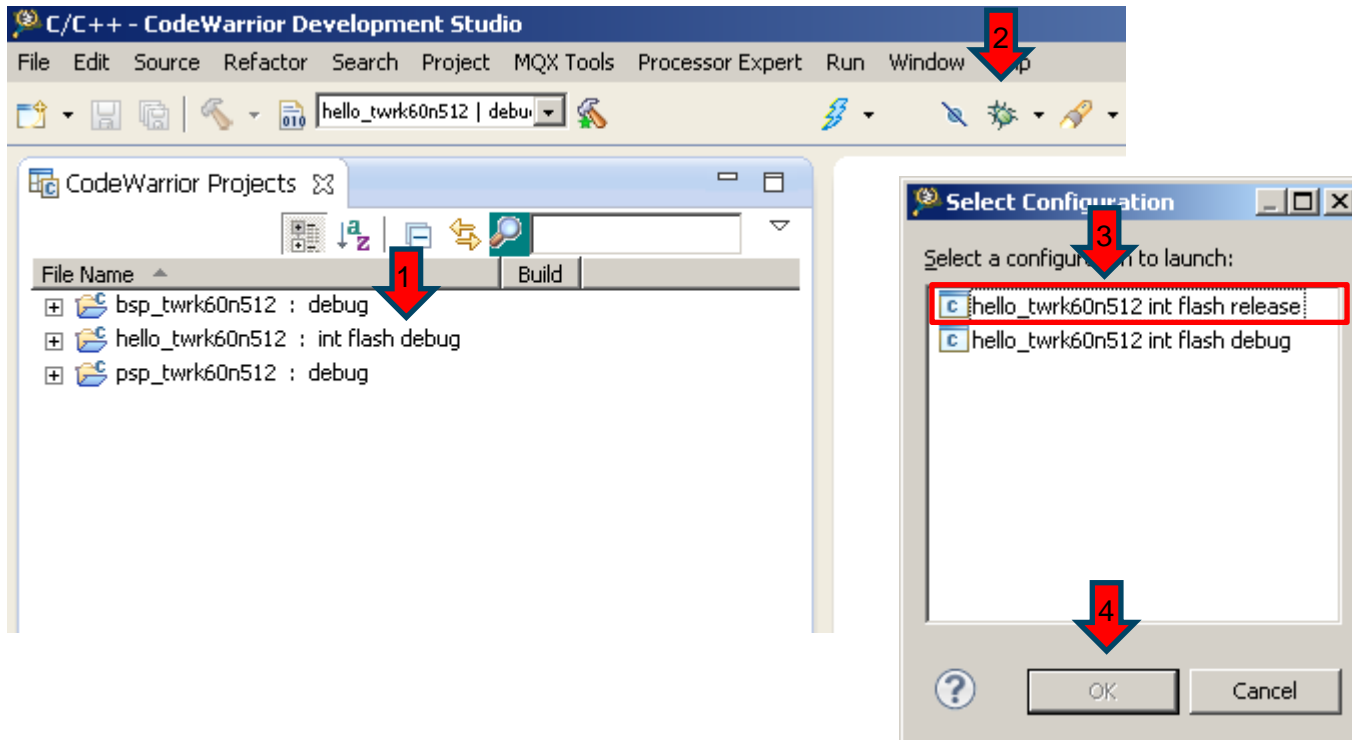 C/C++ - CodeWarrior Development Studio
2
File Edit Source Refactor Search Project MQX Tools Processor Expert Run Window
010 hello_twrk60n512 |
CodeWarrior Projects
a
z
1
File Name Build
bsp_twrk60n512 : debug
hello_twrk60n512 : int flash debug
psp_twrk60n512 : debug
Select Configuration
3
Select a to launch:
hello_twrk60n512 int flash release
hello_twrk60n512 int flash debug
4
? OK Cancel